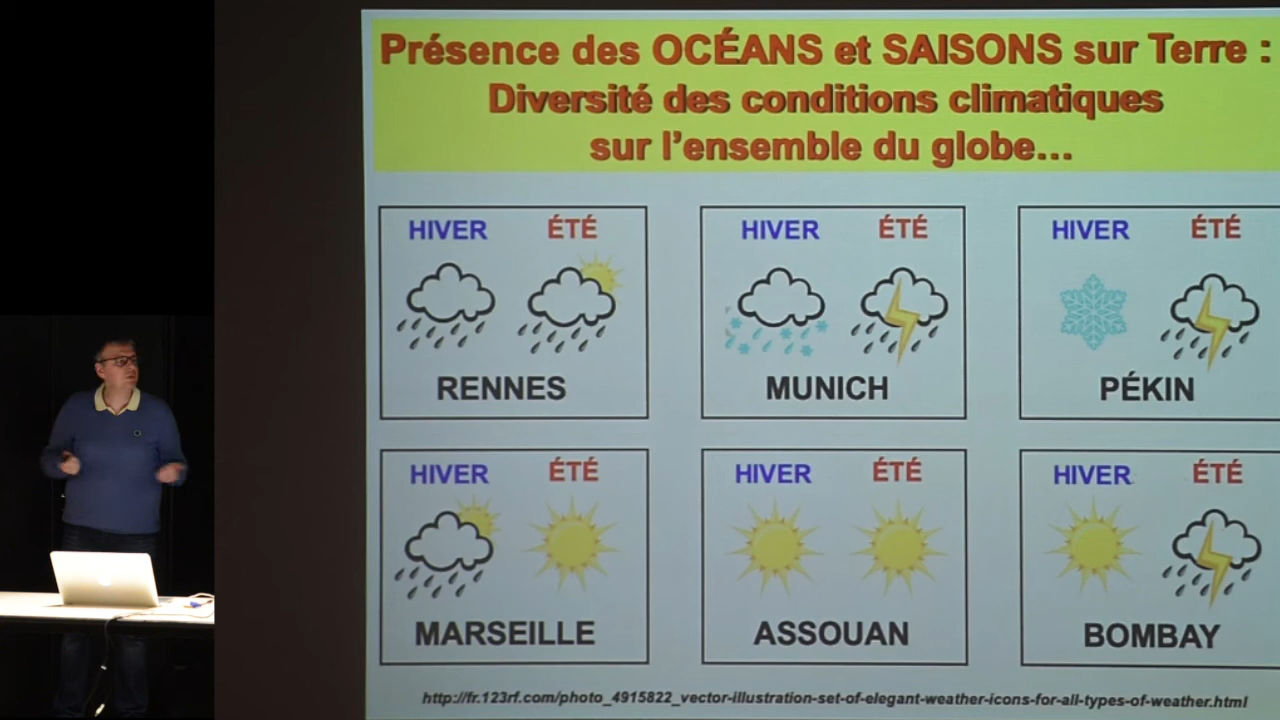 Présence des OCÉANS et SAISONS sur Terre :
Diversité des conditions climatiques
sur l'ensemble du globe...
HIVER ÉTÉ
RENNES
HIVER ÉTÉ
MUNICH
HIVER ÉTÉ
PÉKIN
HIVER ÉTÉ
MARSEILLE
HIVER ÉTÉ
ASSOUAN
HIVER ÉTÉ
BOMBAY
http://fr.123rf.com/photo_4915822_vector-illustration-set-of-elegant-weather-icons-for-all-types-of-weather.html